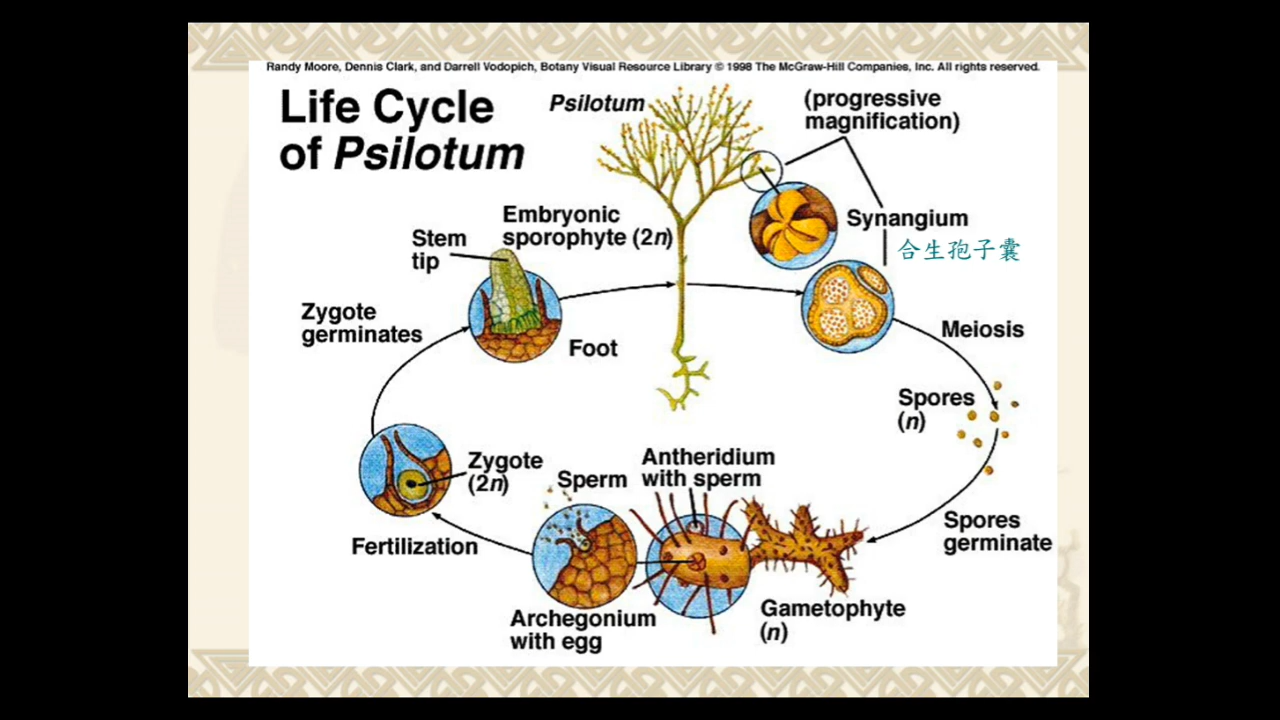 Randy Moore, Dennis Clark, and Darrell Vodopich, Botany Visual Resource Library © 1998 The McGraw-Hill Companies, Inc. All rights reserved.
Life Cycle
of Psilotum
Psilotum
(progressive
magnification)
Synangium
合生孢子囊
Embryonic
sporophyte (2n)
Stem
tip
Zygote
germinates
Foot
Meiosis
Spores
(n)
Zygote
(2n)
Sperm
Antheridium
with sperm
Spores
germinate
Fertilization
Archegonium
with egg
Gametophyte
(n)